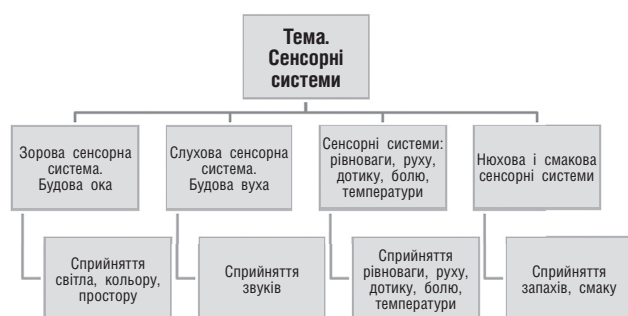 Тема.
Сенсорні
системи
Зорова сенсорна
система.
Будова ока
Слухова сенсорна
система.
Будова вуха
Сенсорні системи:
рівноваги, руху,
дотику, болю,
температури
Нюхова і смакова
сенсорні системи
Сприйняття
світла, кольору,
простору
Сприйняття
звуків
Сприйняття
рівноваги, руху,
дотику, болю,
температури
Сприйняття
запахів, смаку